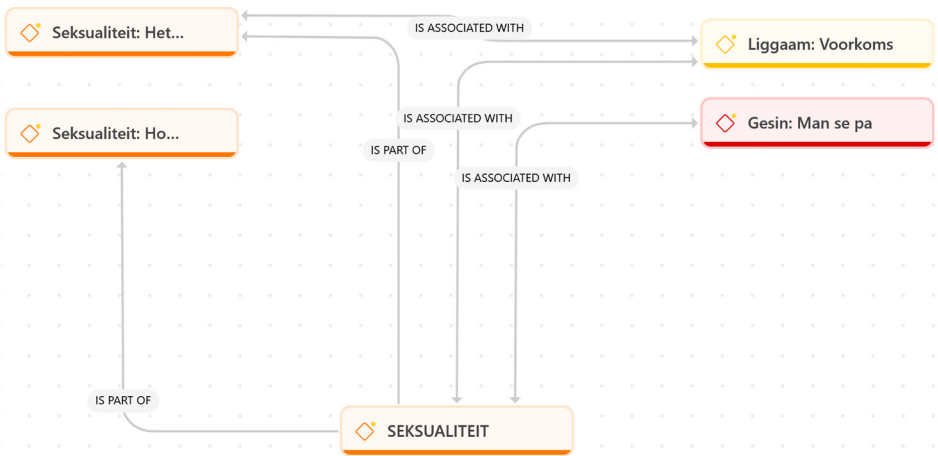 Seksualiteit: Het...
IS ASSOCIATED WITH
Liggaam: Voorkoms
Seksualiteit: Ho...
IS ASSOCIATED WITH
Gesin: Man se pa
IS PART OF
IS ASSOCIATED WITH
IS PART OF
SEKSUALITEIT